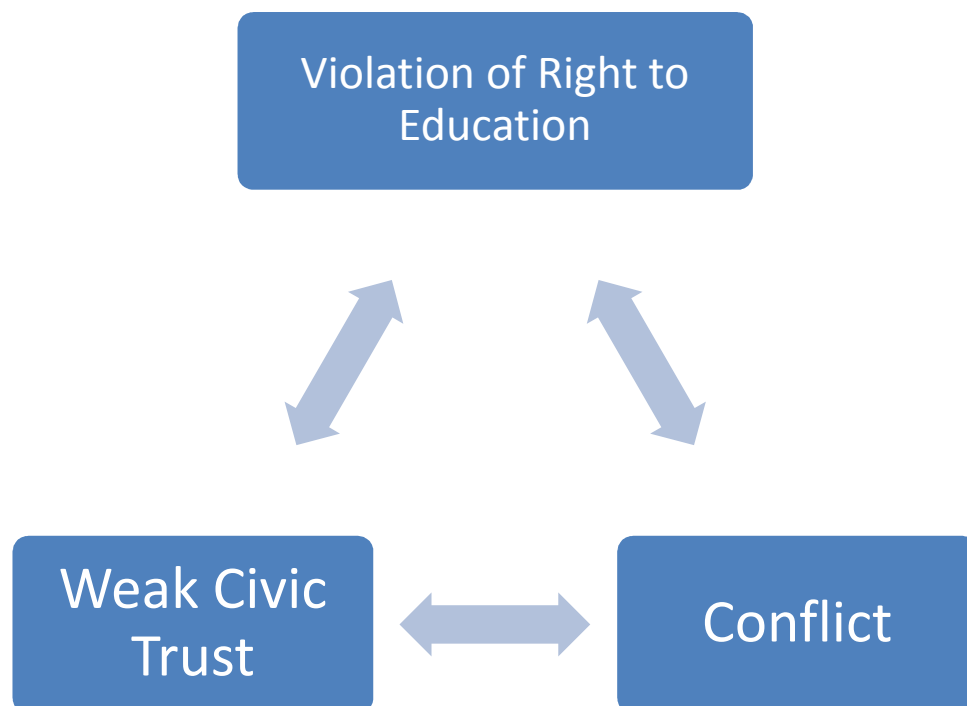 Violation of Right to
Education
Weak Civic
Trust
Conflict